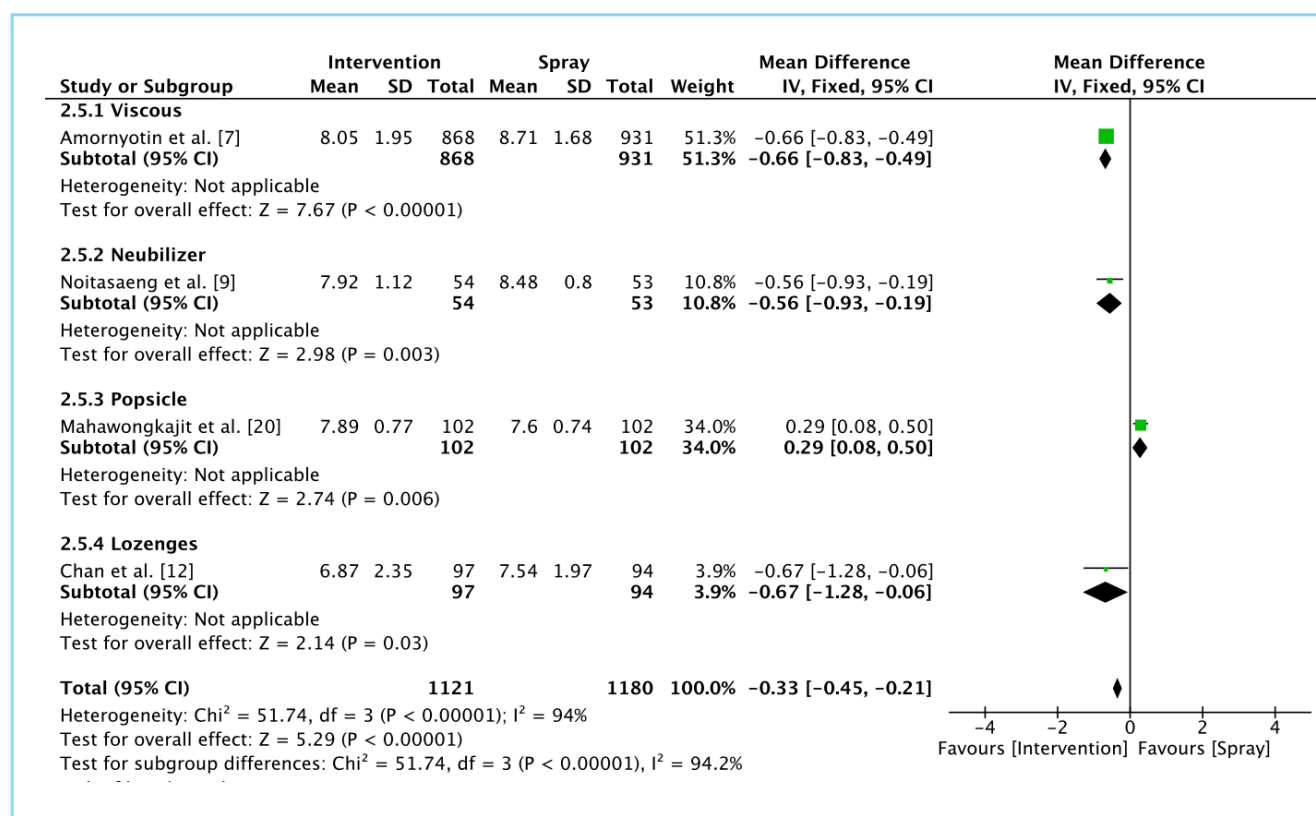 Intervention Spray Mean Difference Mean Difference
Study or Subgroup Mean SD Total Mean SD Total Weight IV, Fixed, 95% CI IV, Fixed, 95% CI
2.5.1 Viscous
Amornyotin et al. [7] 8.05 1.95 868 8.71 1.68 931 51.3% −0.66 [−0.83, −0.49]
Subtotal (95% CI) 868 931 51.3% −0.66 [−0.83, −0.49]
Heterogeneity: Not applicable
Test for overall effect: Z = 7.67 (P < 0.00001)
2.5.2 Neubilizer
Noitasaeng et al. [9] 7.92 1.12 54 8.48 0.8 53 10.8% −0.56 [−0.93, −0.19]
Subtotal (95% CI) 54 53 10.8% −0.56 [−0.93, −0.19]
Heterogeneity: Not applicable
Test for overall effect: Z = 2.98 (P = 0.003)
2.5.3 Popsicle
Mahawongkajit et al. [20] 7.89 0.77 102 7.6 0.74 102 34.0% 0.29 [0.08, 0.50]
Subtotal (95% CI) 102 102 34.0% 0.29 [0.08, 0.50]
Heterogeneity: Not applicable
Test for overall effect: Z = 2.74 (P = 0.006)
2.5.4 Lozenges
Chan et al. [12] 6.87 2.35 97 7.54 1.97 94 3.9% −0.67 [−1.28, −0.06]
Subtotal (95% CI) 97 94 3.9% −0.67 [−1.28, −0.06]
Heterogeneity: Not applicable
Test for overall effect: Z = 2.14 (P = 0.03)
Total (95% CI) 1121 1180 100.0% −0.33 [−0.45, −0.21]
Heterogeneity: Chi² = 51.74, df = 3 (P < 0.00001); I² = 94%
Test for overall effect: Z = 5.29 (P < 0.00001)
Test for subgroup differences: Chi² = 51.74, df = 3 (P < 0.00001), I² = 94.2%
−4 −2 0 2 4
Favours [Intervention] Favours [Spray]